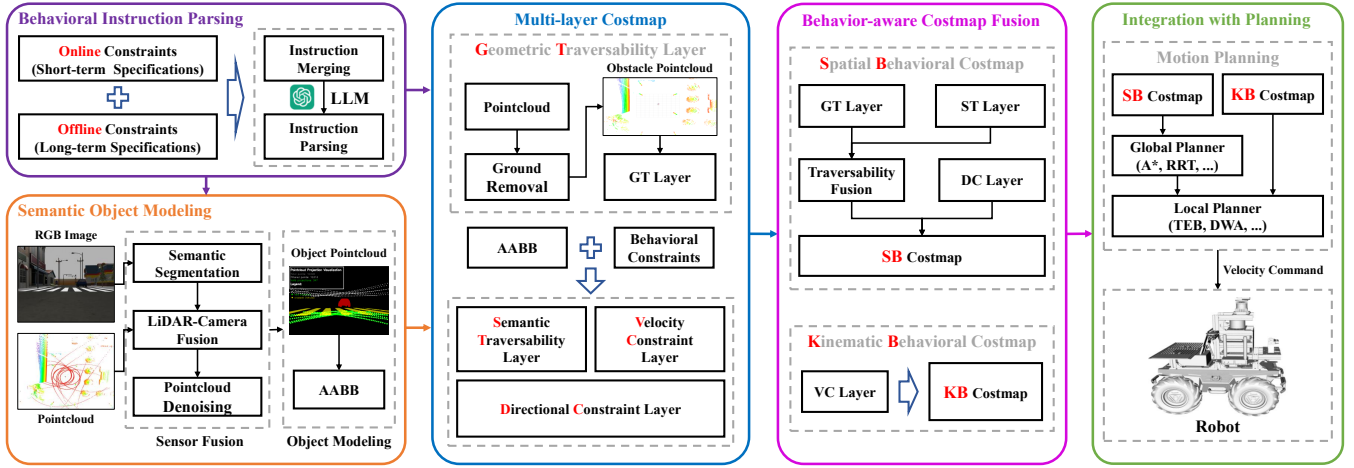 Behavioral Instruction Parsing
Online Constraints
(Short-term Specifications)
Offline Constraints
(Long-term Specifications)
Instruction
Merging
LLM
Instruction
Parsing
Semantic Object Modeling
RGB Image
Pointcloud
Semantic
Segmentation
LiDAR-Camera
Fusion
Pointcloud
Denoising
Sensor Fusion
Object Pointcloud
Pointcloud Projection Visualization
AABB
Object Modeling
Multi-layer Costmap
Geometric Traversability Layer
Pointcloud
Ground
Removal
Obstacle Pointcloud
GT Layer
AABB
Behavioral
Constraints
Semantic
Traversability
Layer
Velocity
Constraint
Layer
Directional Constraint Layer
Behavior-aware Costmap Fusion
Spatial Behavioral Costmap
GT Layer
ST Layer
Traversability
Fusion
DC Layer
SB Costmap
Kinematic Behavioral Costmap
VC Layer
KB Costmap
Integration with Planning
Motion Planning
SB Costmap
KB Costmap
Global Planner
(A*, RRT, ...)
Local Planner
(TEB, DWA, ...)
Velocity Command
Robot